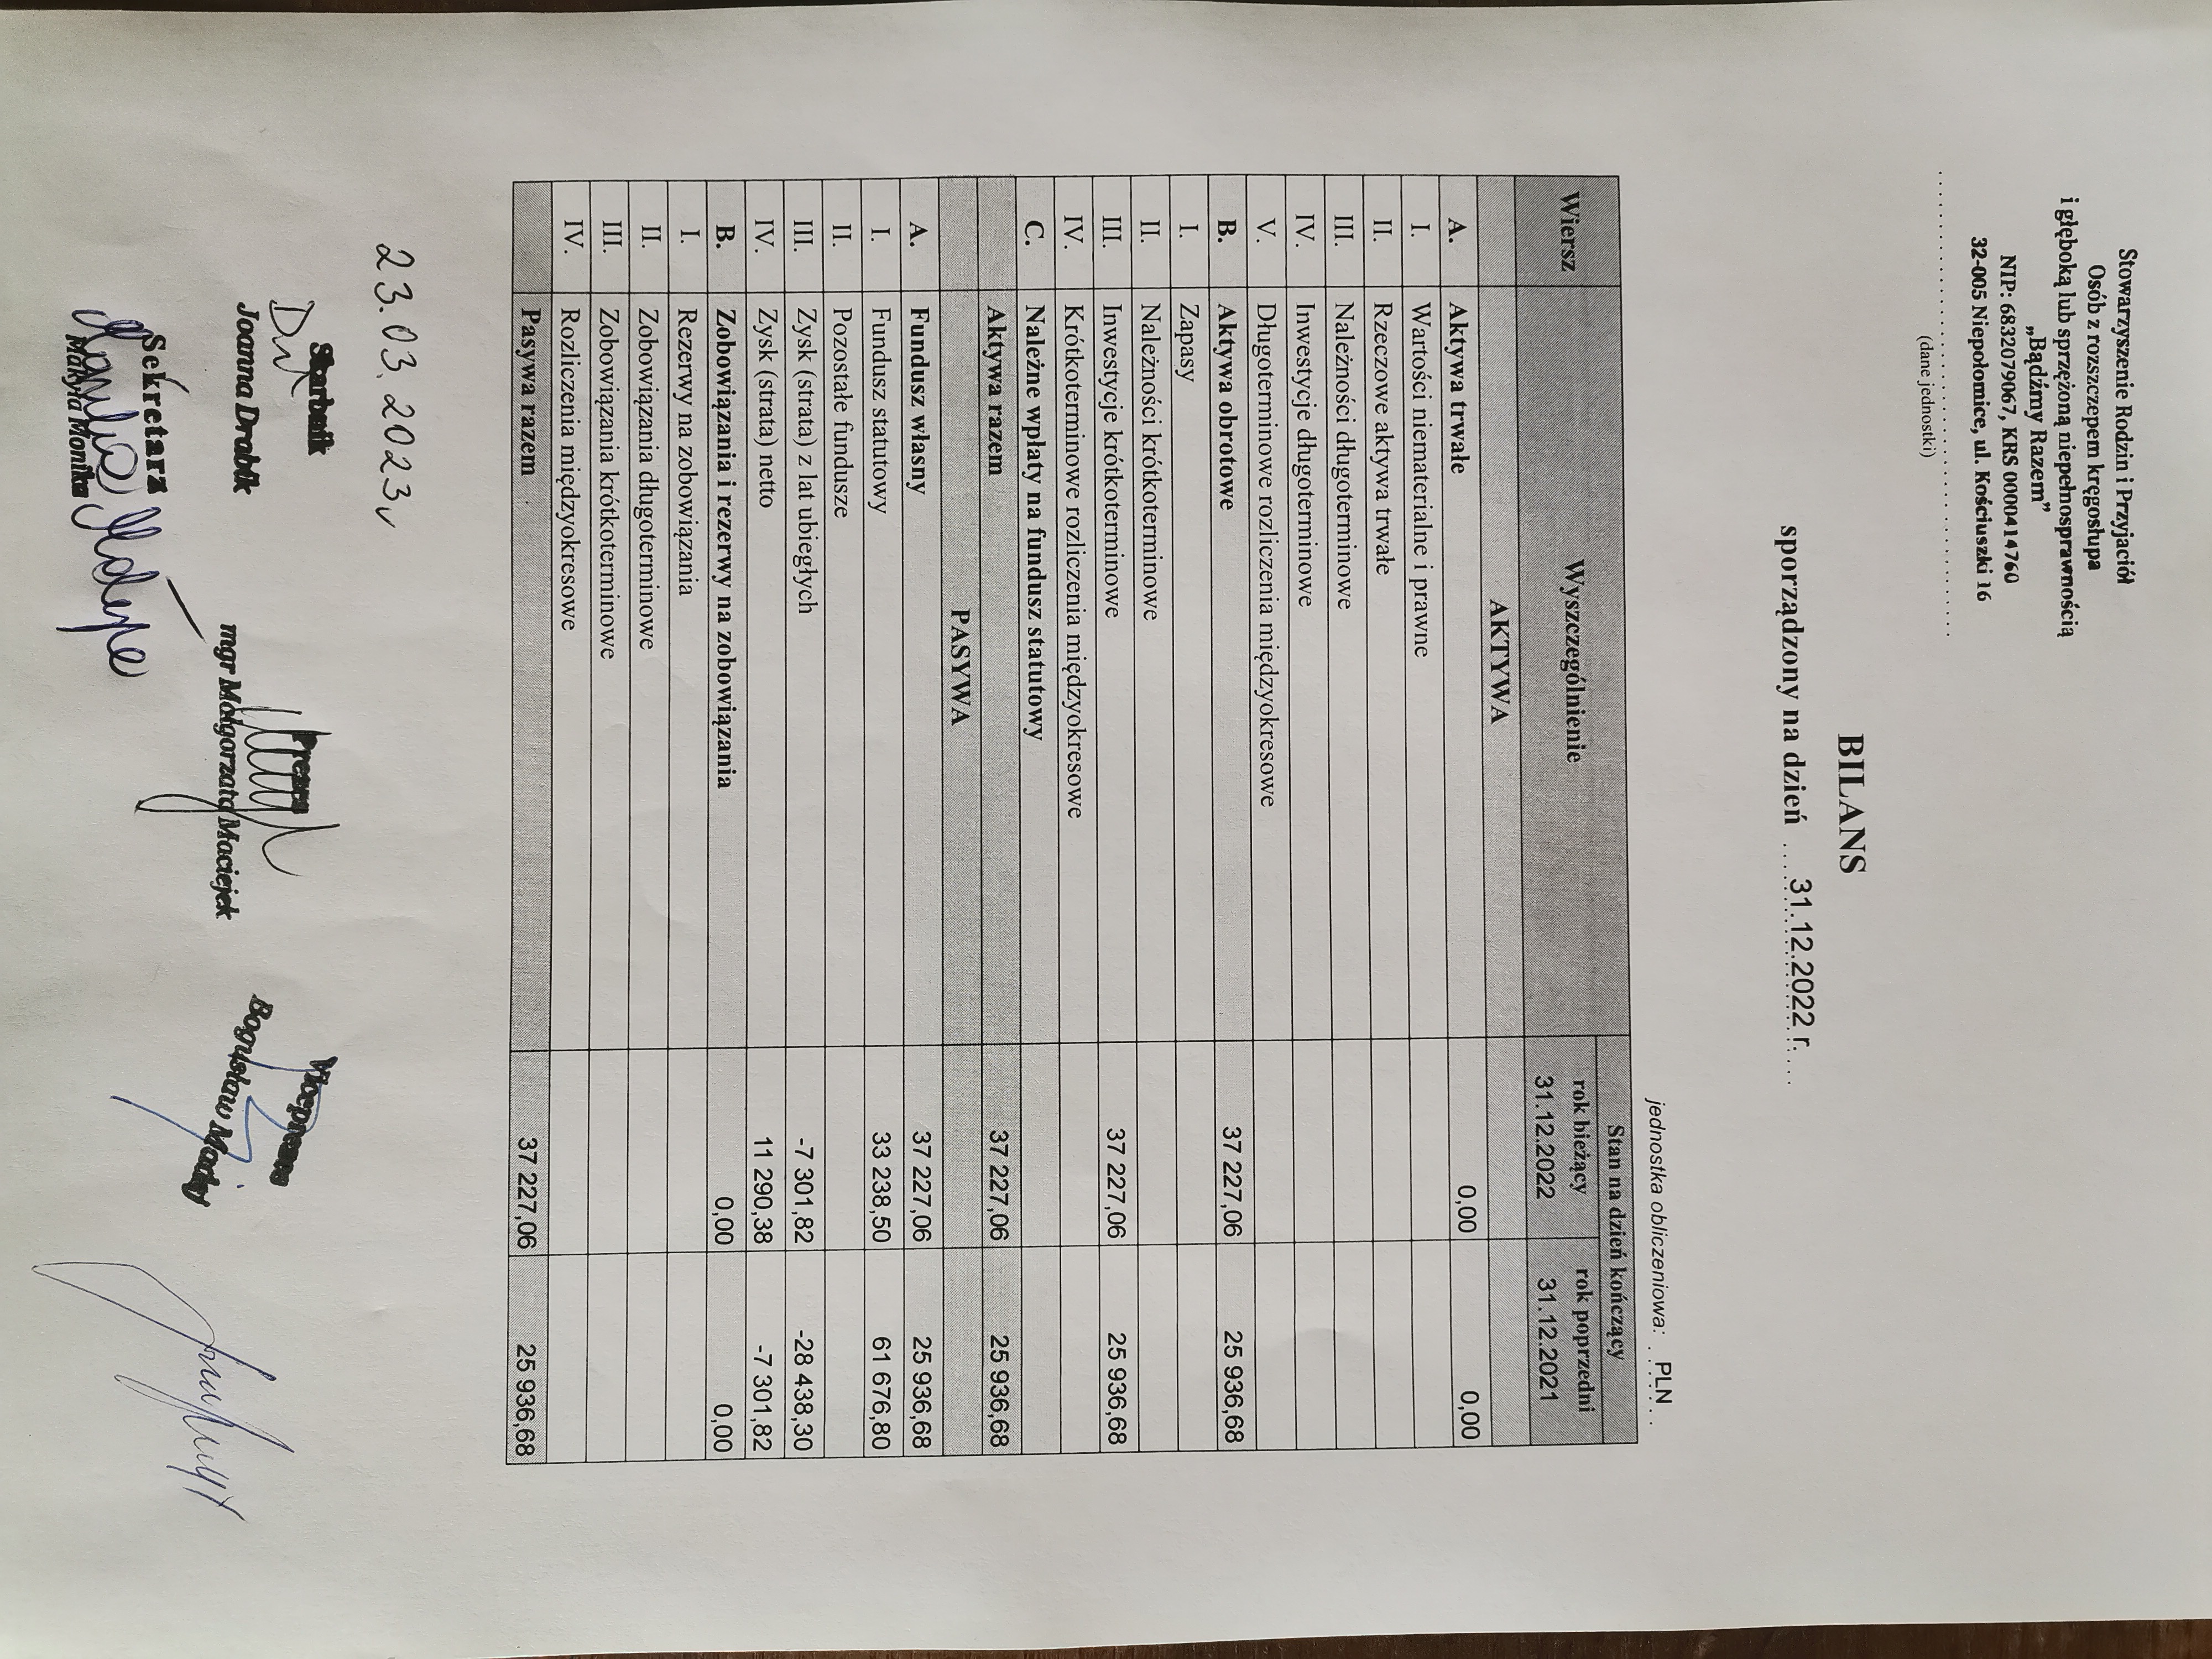 Stowarzyszenie Rodzin i Przyjaciół
Osób z rozszczepem kręgosłupa
i głęboką lub sprzężoną niepełnosprawnością
„Bądźmy Razem”
NIP: 6832079067, KRS 0000414760
32-005 Niepołomice, ul. Kościuszki 16
(dane jednostki)
BILANS
sporządzony na dzień 31.12.2022 r.
jednostka obliczeniowa: PLN
Wiersz Wyszczególnienie Stan na dzień kończący
rok bieżący rok poprzedni
31.12.2022 31.12.2021
AKTYWA
A. Aktywa trwałe 0,00 0,00
I. Wartości niematerialne i prawne
II. Rzeczowe aktywa trwałe
III. Należności długoterminowe
IV. Inwestycje długoterminowe
V. Długoterminowe rozliczenia międzyokresowe
B. Aktywa obrotowe 37 227,06 25 936,68
I. Zapasy
II. Należności krótkoterminowe
III. Inwestycje krótkoterminowe 37 227,06 25 936,68
IV. Krótkoterminowe rozliczenia międzyokresowe
C. Należne wpłaty na fundusz statutowy
Aktywa razem 37 227,06 25 936,68
PASYWA
A. Fundusz własny 37 227,06 25 936,68
I. Fundusz statutowy 33 238,50 61 676,80
II. Pozostałe fundusze
III. Zysk (strata) z lat ubiegłych -7 301,82 -28 438,30
IV. Zysk (strata) netto 11 290,38 -7 301,82
B. Zobowiązania i rezerwy na zobowiązania 0,00 0,00
I. Rezerwy na zobowiązania
II. Zobowiązania długoterminowe
III. Zobowiązania krótkoterminowe
IV. Rozliczenia międzyokresowe
Pasywa razem 37 227,06 25 936,68
23.03.2023r
Skarbnik
Joanna Drabik
Prezes
mgr Małgorzata Maciejek
Wiceprezes
Bogusław Madej
Sekretarz
Makyła Monika